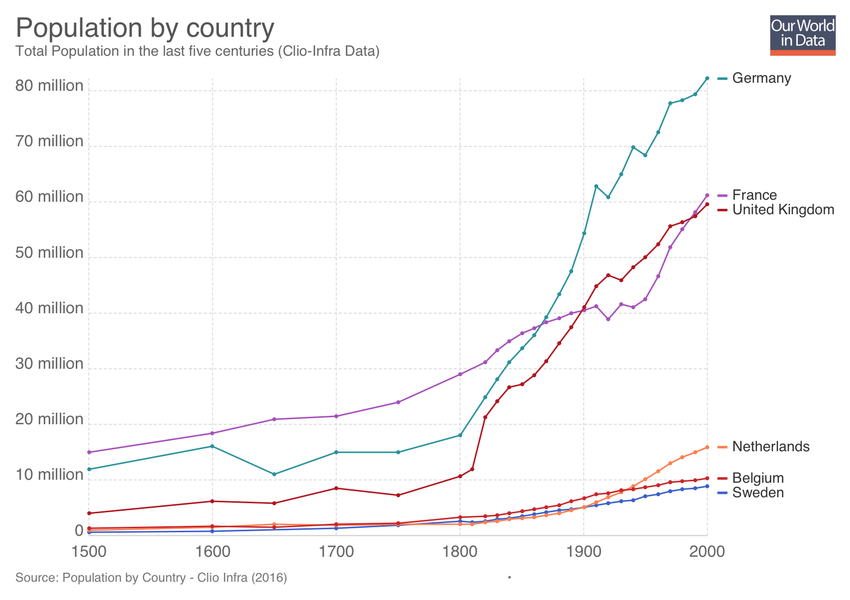 Population by country
Total Population in the last five centuries (Clio-Infra Data)
Our World
in Data
80 million
70 million
60 million
50 million
40 million
30 million
20 million
10 million
0
1500
1600
1700
1800
1900
2000
Germany
France
United Kingdom
Netherlands
Belgium
Sweden
Source: Population by Country - Clio Infra (2016)